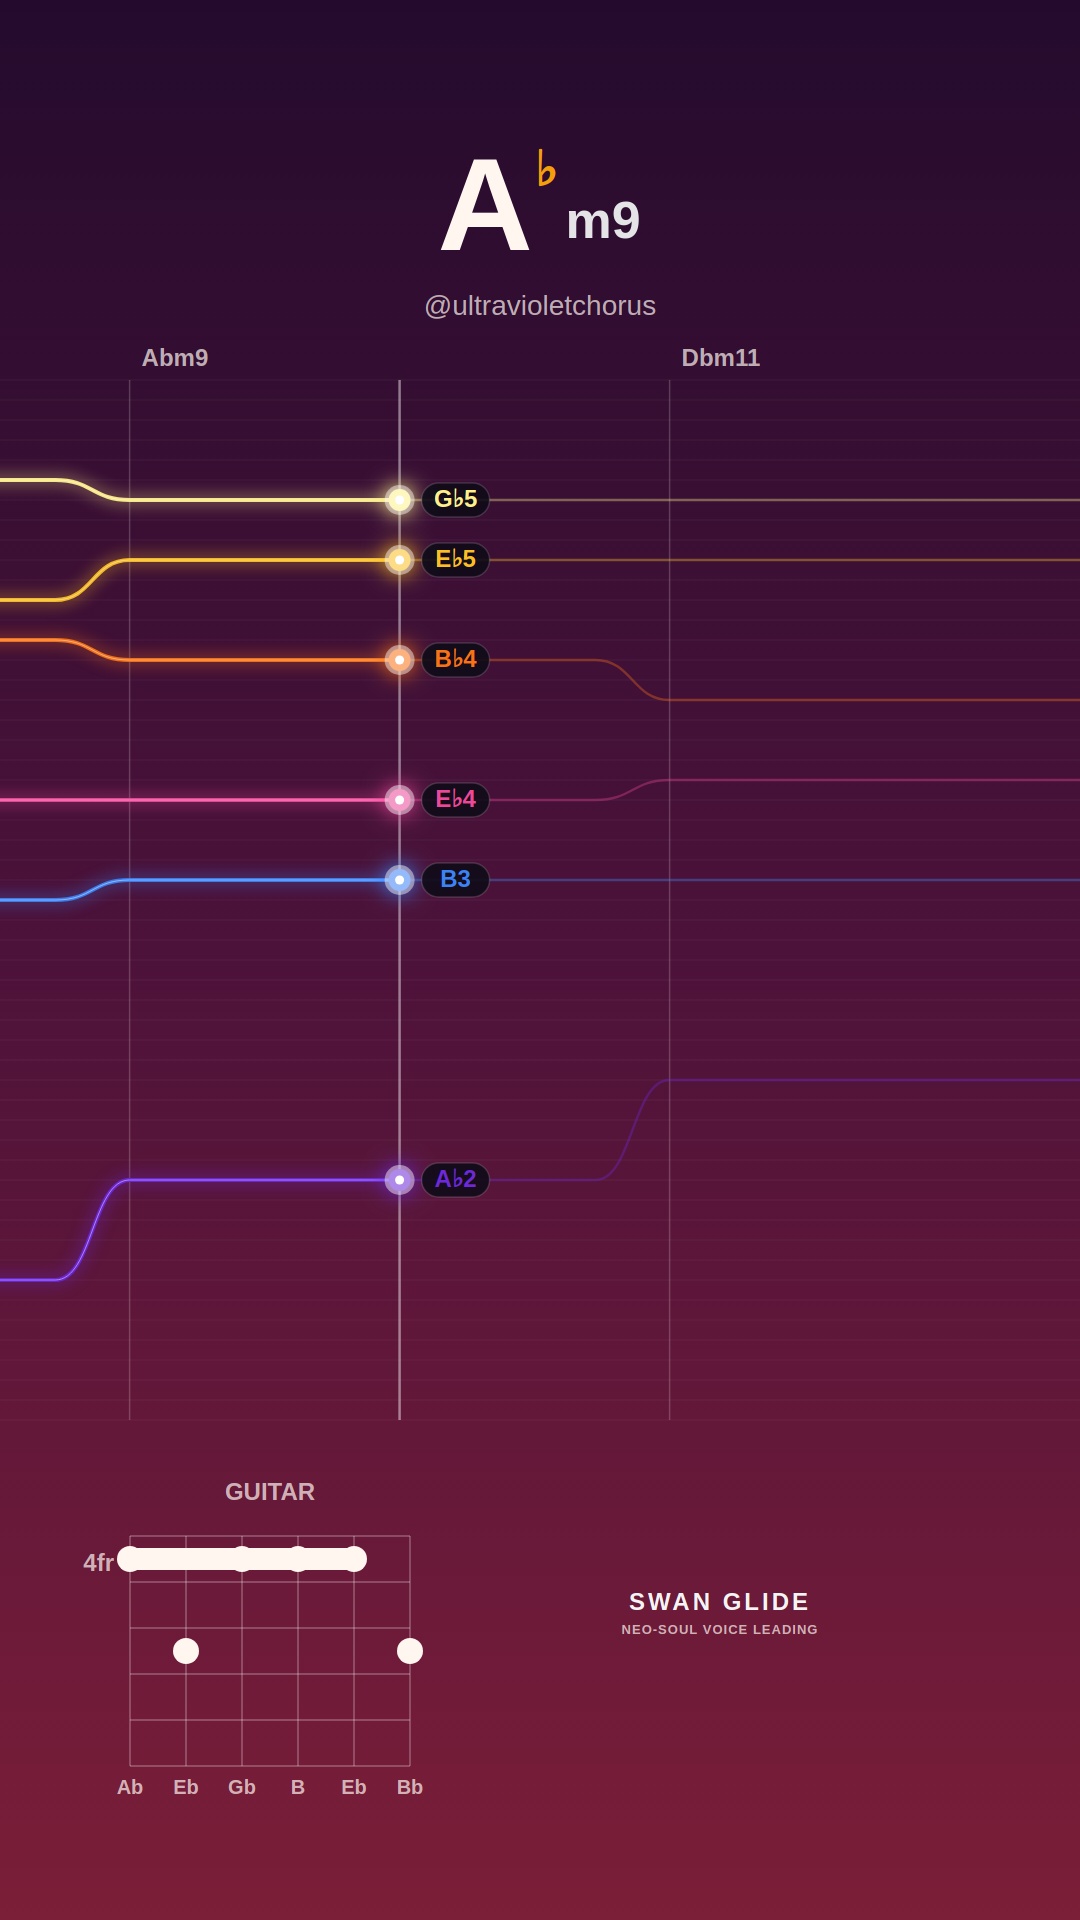 A♭m9
@ultravioletchorus
Abm9 Dbm11
G♭5
E♭5
B♭4
E♭4
B3
A♭2
GUITAR
4fr
SWAN GLIDE
NEO-SOUL VOICE LEADING
Ab Eb Gb B Eb Bb